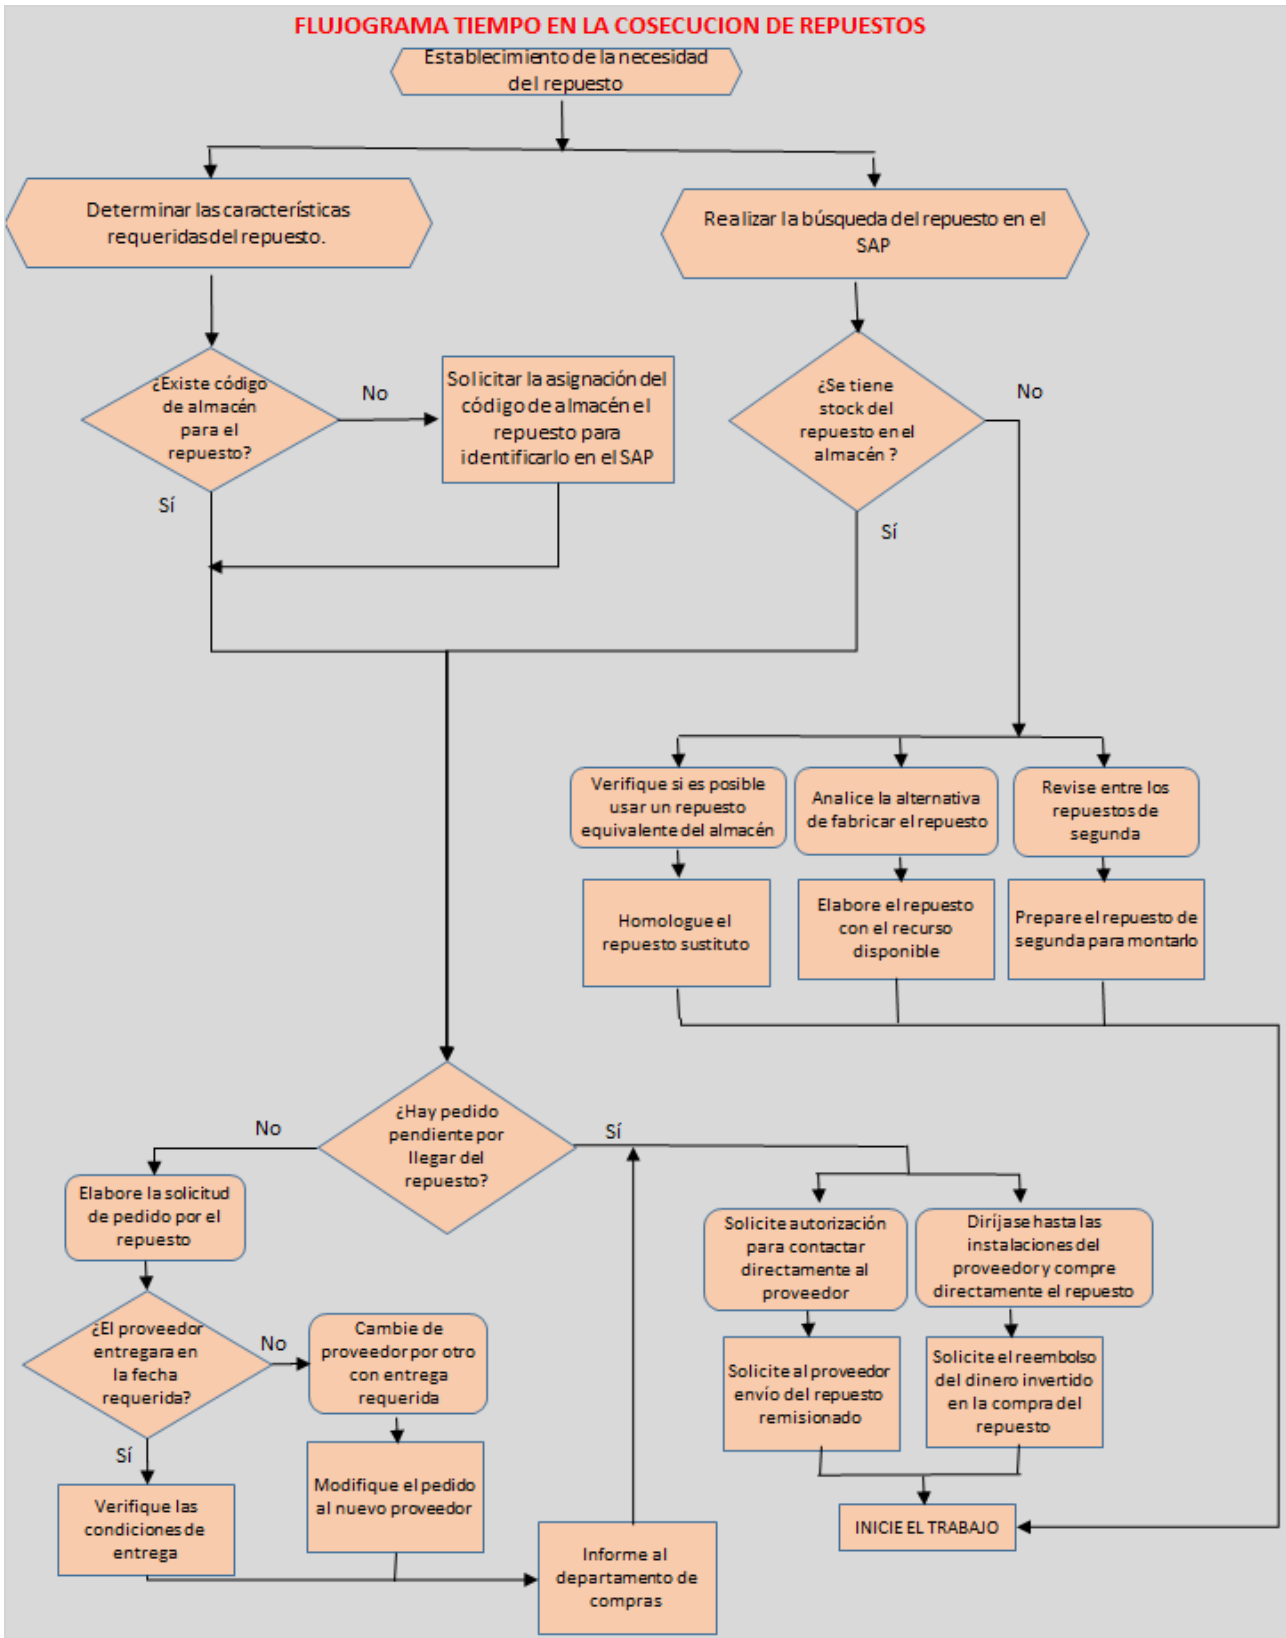 FLUJOGRAMA TIEMPO EN LA COSECUCION DE REPUESTOS
Establecimiento de la necesidad
del repuesto
Determinar las características
requeridas del repuesto.
Realizar la búsqueda del repuesto en el
SAP
¿Existe código
de almacén
para el
repuesto?
No
Solicitar la asignación del
código de almacén el
repuesto para
identificarlo en el SAP
¿Se tiene
stock del
repuesto en el
almacén ?
No
Sí
Sí
Verifique si es posible
usar un repuesto
equivalente del almacén
Analice la alternativa
de fabricar el repuesto
Revise entre los
repuestos de
segunda
Homologue el
repuesto sustituto
Elabore el repuesto
con el recurso
disponible
Prepare el repuesto de
segunda para montarlo
¿Hay pedido
pendiente por
llegar del
repuesto?
No
Sí
Elabore la solicitud
de pedido por el
repuesto
Solicite autorización
para contactar
directamente al
proveedor
Diríjase hasta las
instalaciones del
proveedor y compre
directamente el repuesto
¿El proveedor
entregara en
la fecha
requerida?
No
Cambie de
proveedor por otro
con entrega
requerida
Solicite al proveedor
envío del repuesto
remisionado
Solicite el reembolso
del dinero invertido
en la compra del
repuesto
Sí
Verifique las
condiciones de
entrega
Modifique el pedido
al nuevo proveedor
Informe al
departamento de
compras
INICIE EL TRABAJO